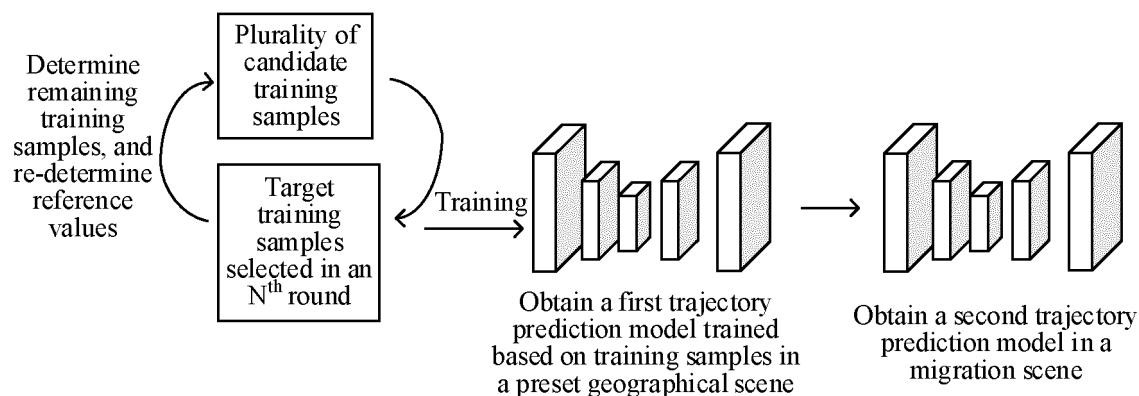 Determine
remaining
training
samples, and
re-determine
reference
values
Plurality of
candidate
training
samples
Target
training
samples
selected in an
Nth round
Training
Obtain a first trajectory
prediction model trained
based on training samples in
a preset geographical scene
Obtain a second trajectory
prediction model in a
migration scene